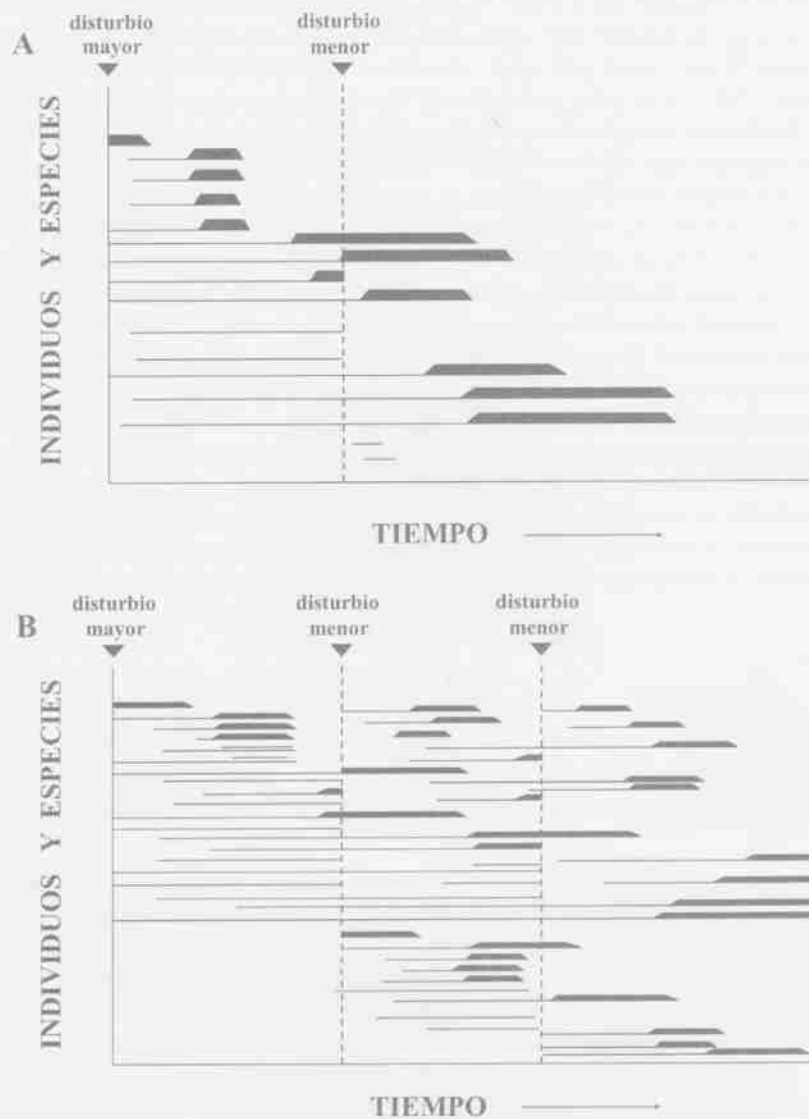 A
disturbio
mayor
disturbio
menor
INDIVIDUOS Y ESPECIES
TIEMPO
B
disturbio
mayor
disturbio
menor
disturbio
menor
INDIVIDUOS Y ESPECIES
TIEMPO